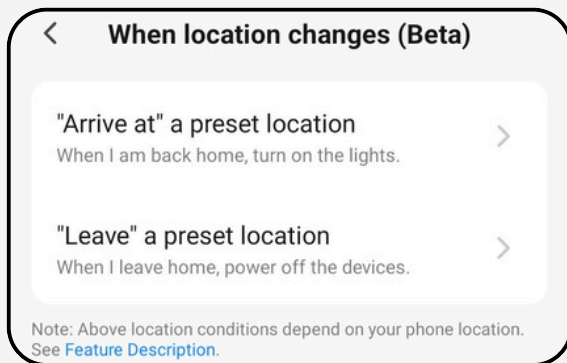 When location changes (Beta)
"Arrive at" a preset location
When I am back home, turn on the lights.
"Leave" a preset location
When I leave home, power off the devices.
Note: Above location conditions depend on your phone location.
See Feature Description.